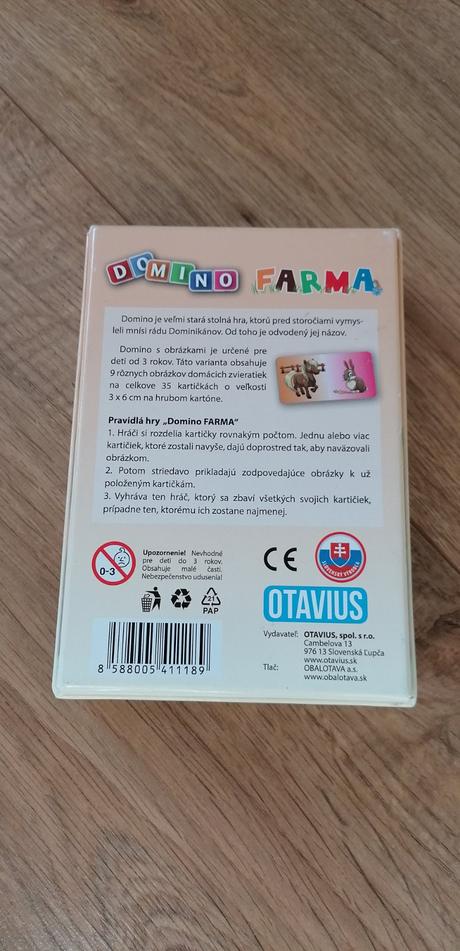 DOMINO FARMA
Domino je veľmi stará stolná hra, ktorú pred storočiami vymys-
leli mnísi rádu Dominikánov. Od toho je odvodený jej názov.
Domino s obrázkami je určené pre
deti od 3 rokov. Táto varianta obsahuje
9 rôznych obrázkov domácich zvieratiek
na celkove 35 kartičkách o veľkosti
3 x 6 cm na hrubom kartóne.
Pravidlá hry „Domino FARMA“
1. Hráči si rozdelia kartičky rovnakým počtom. Jednu alebo viac
kartičiek, ktoré zostali navyše, dajú doprostred tak, aby naväzovali
obrázkom.
2. Potom striedavo prikladajú zodpovedajúce obrázky k už
položeným kartičkám.
3. Vyhráva ten hráč, ktorý sa zbaví všetkých svojich kartičiek,
prípadne ten, ktorému ich zostane najmenej.
0-3
Upozornenie! Nevhodné
pre deti do 3 rokov.
Obsahuje malé časti.
Nebezpečenstvo udusenia!
CE
SLOVENSKÝ VÝROBOK
21
PAP
OTAVIUS
8 588005 411189
Vydavateľ: OTAVIUS, spol. s r.o.
Cambelova 13
976 13 Slovenská Ľupča
www.otavius.sk
Tlač: OBALOTAVA a.s.
www.obalotava.sk